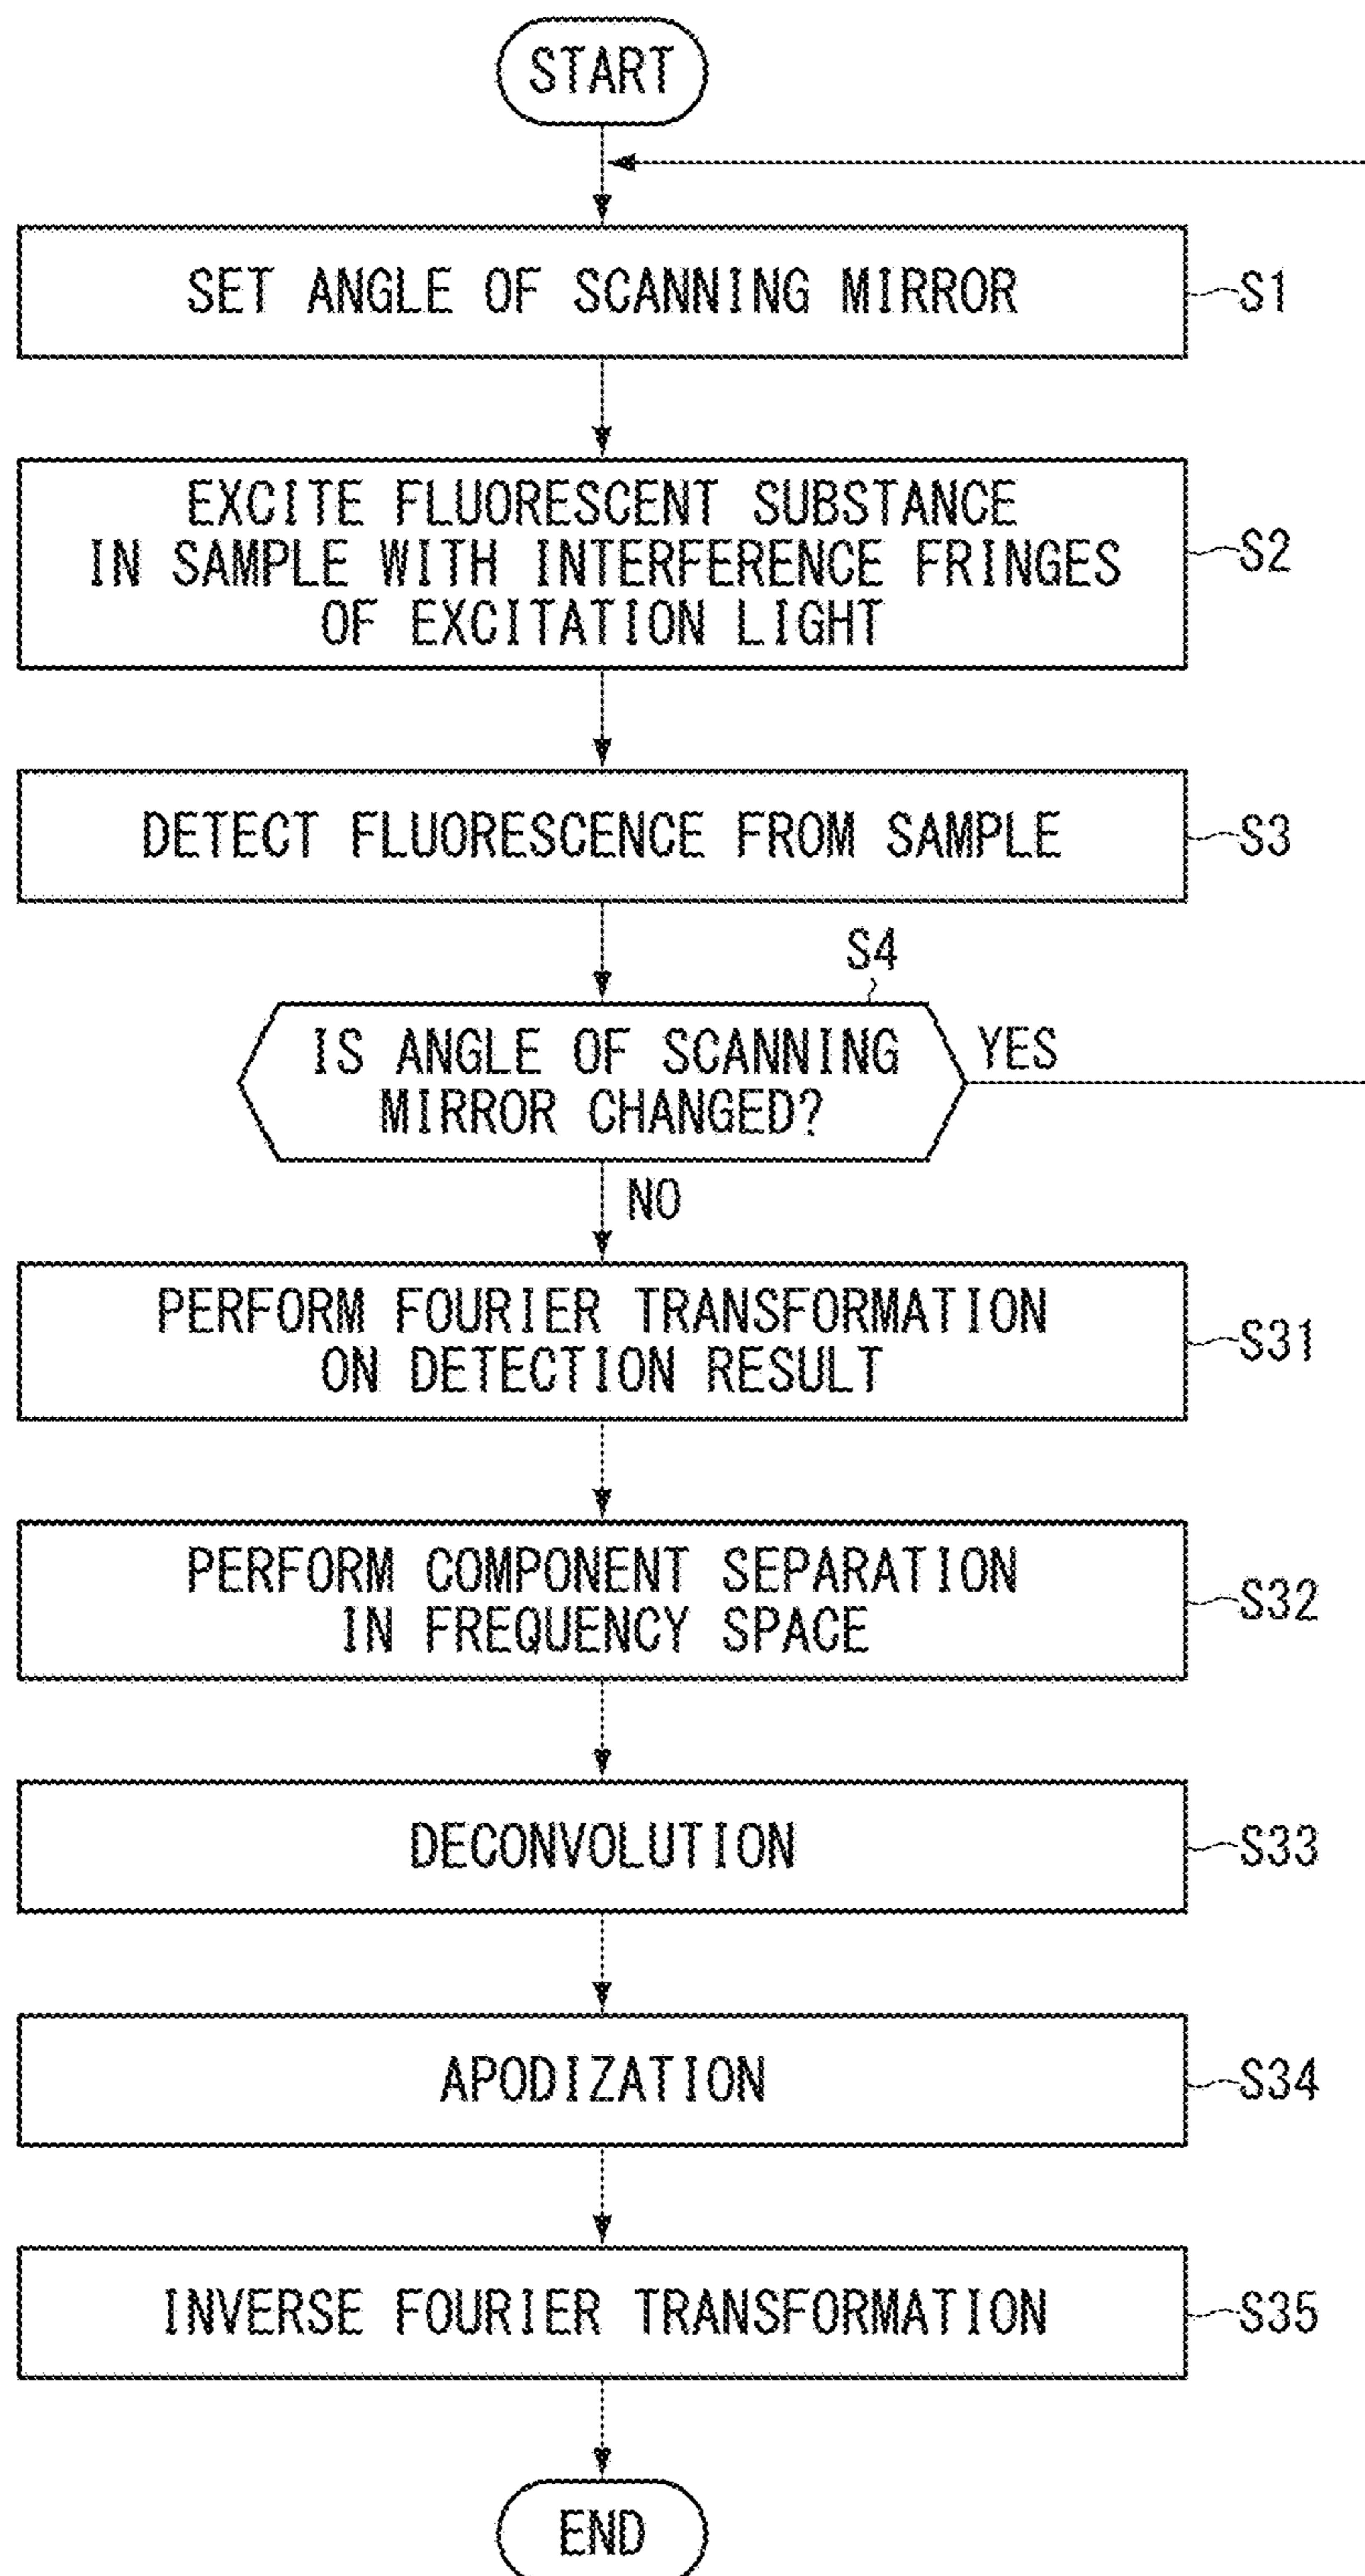 START
SET ANGLE OF SCANNING MIRROR
S1
EXCITE FLUORESCENT SUBSTANCE
IN SAMPLE WITH INTERFERENCE FRINGES
OF EXCITATION LIGHT
S2
DETECT FLUORESCENCE FROM SAMPLE
S3
S4
IS ANGLE OF SCANNING
MIRROR CHANGED?
YES
NO
PERFORM FOURIER TRANSFORMATION
ON DETECTION RESULT
S31
PERFORM COMPONENT SEPARATION
IN FREQUENCY SPACE
S32
DECONVOLUTION
S33
APODIZATION
S34
INVERSE FOURIER TRANSFORMATION
S35
END